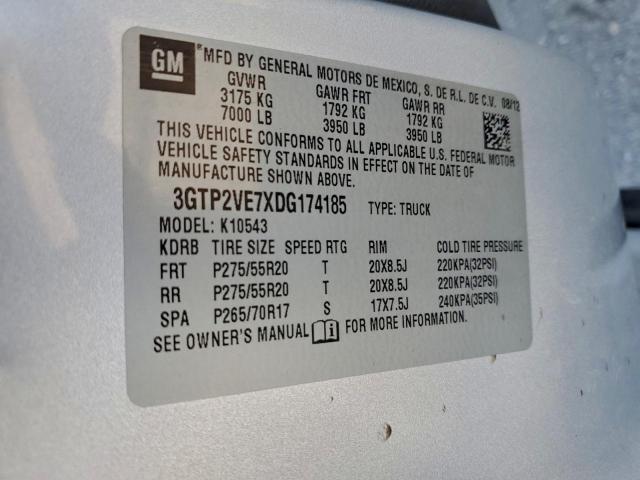 GM
®MFD BY GENERAL MOTORS DE MEXICO, S. DE R.L. DE C.V. 08/12
GVWR GAWR FRT GAWR RR
3175 KG 1792 KG 1792 KG
7000 LB 3950 LB 3950 LB
THIS VEHICLE CONFORMS TO ALL APPLICABLE U.S. FEDERAL MOTOR
VEHICLE SAFETY STANDARDS IN EFFECT ON THE DATE OF
MANUFACTURE SHOWN ABOVE.
3GTP2VE7XDG174185 TYPE: TRUCK
MODEL: K10543
KDRB TIRE SIZE SPEED RTG RIM COLD TIRE PRESSURE
FRT P275/55R20 T 20X8.5J 220KPA(32PSI)
RR P275/55R20 T 20X8.5J 220KPA(32PSI)
SPA P265/70R17 S 17X7.5J 240KPA(35PSI)
SEE OWNER'S MANUAL FOR MORE INFORMATION.